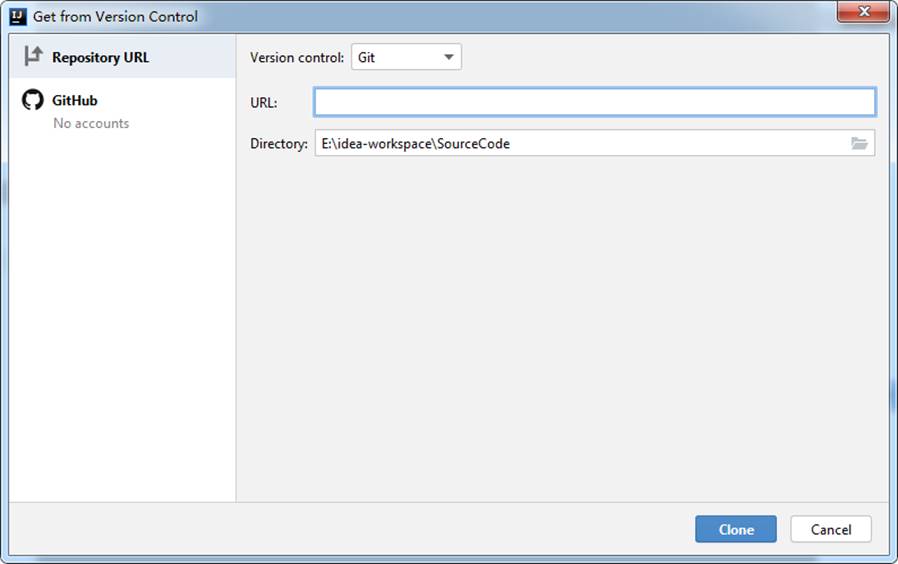 IJ Get from Version Control
Repository URL
GitHub
No accounts
Version control: Git
URL:
Directory: E:\idea-workspace\SourceCode
Clone Cancel